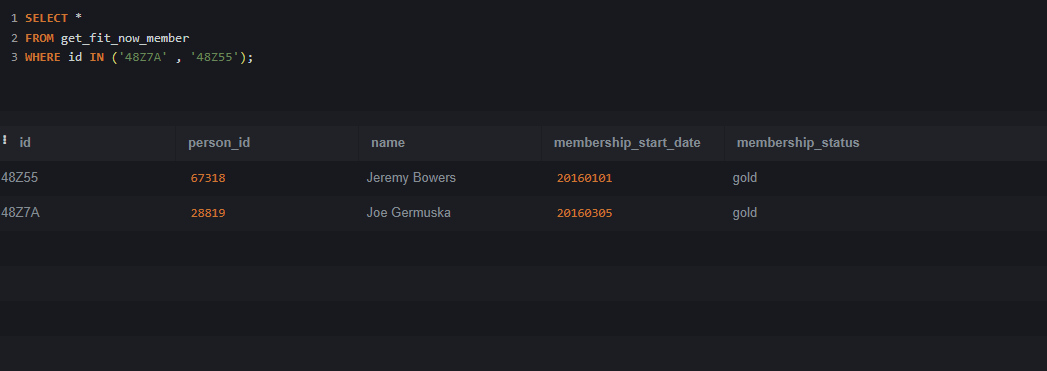 1 SELECT *
2 FROM get_fit_now_member
3 WHERE id IN ('48Z7A' , '48Z55');
id person_id name membership_start_date membership_status
48Z55 67318 Jeremy Bowers 20160101 gold
48Z7A 28819 Joe Germuska 20160305 gold